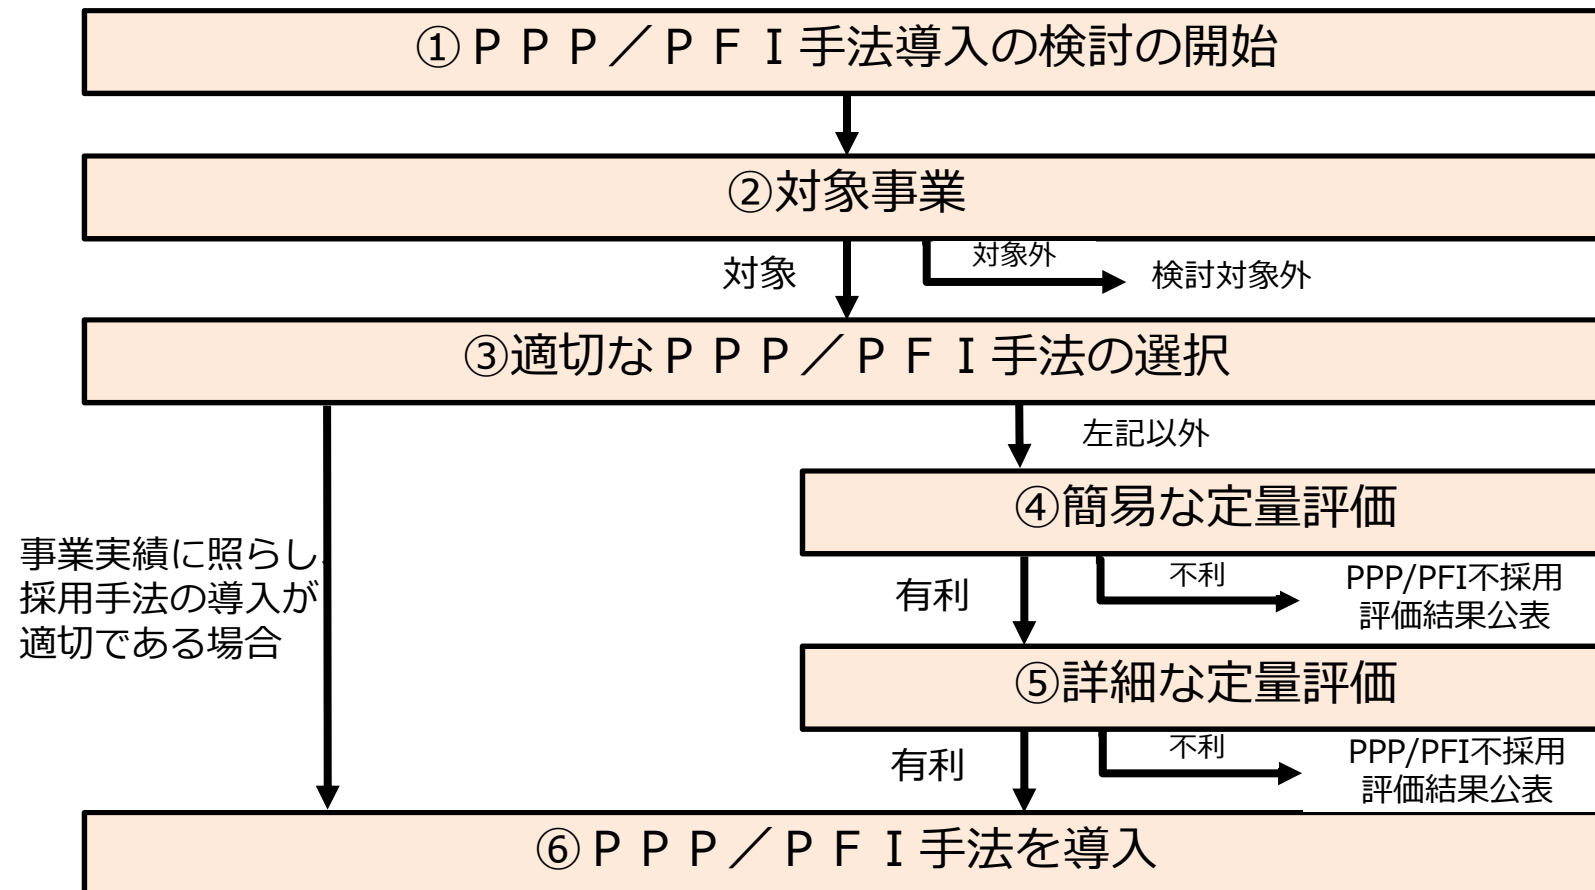 ①ＰＰＰ／ＰＦＩ手法導入の検討の開始
②対象事業
対象
対象外
検討対象外
③適切なＰＰＰ／ＰＦＩ手法の選択
左記以外
④簡易な定量評価
事業実績に照らし、
採用手法の導入が
適切である場合
有利
不利
PPP/PFI不採用
評価結果公表
⑤詳細な定量評価
有利
不利
PPP/PFI不採用
評価結果公表
⑥ＰＰＰ／ＰＦＩ手法を導入